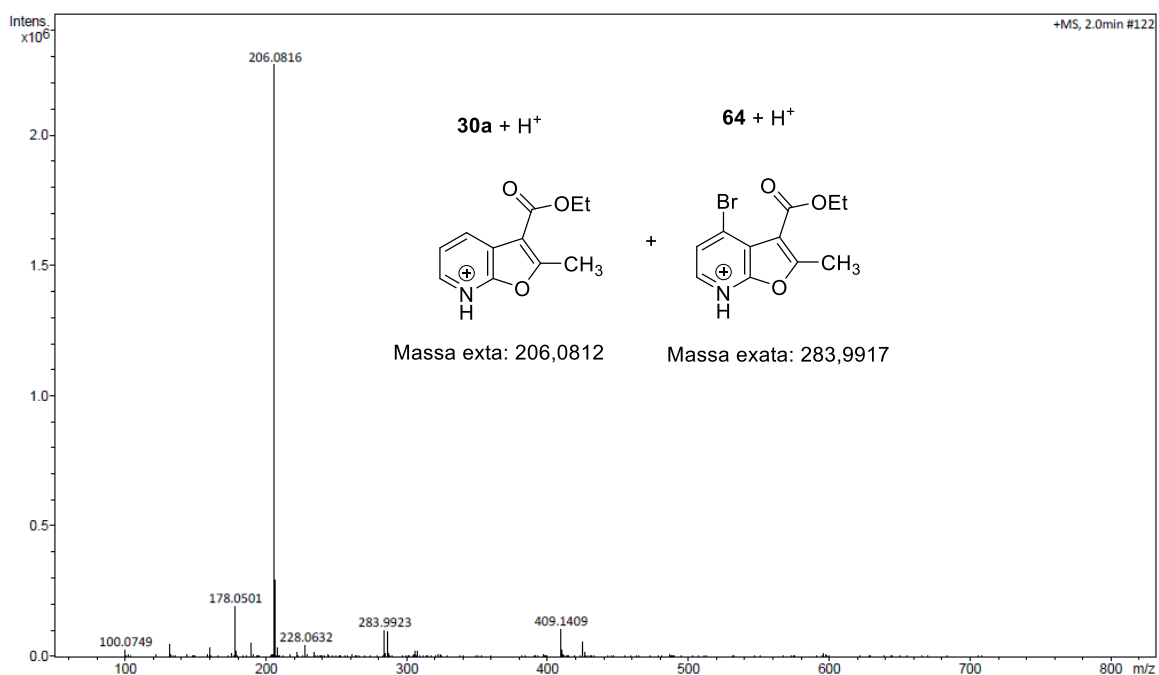 Intens.
x10⁶
+MS, 2.0min #122
206.0816
30a + H⁺
64 + H⁺
2.0
O
OEt
CH₃
O
N
H
+
Br
O
OEt
CH₃
O
N
H
1.5
Massa exta: 206,0812
Massa exata: 283,9917
1.0
0.5
178.0501
283.9923
409.1409
228.0632
100.0749
0.0
100
200
300
400
500
600
700
800
m/z